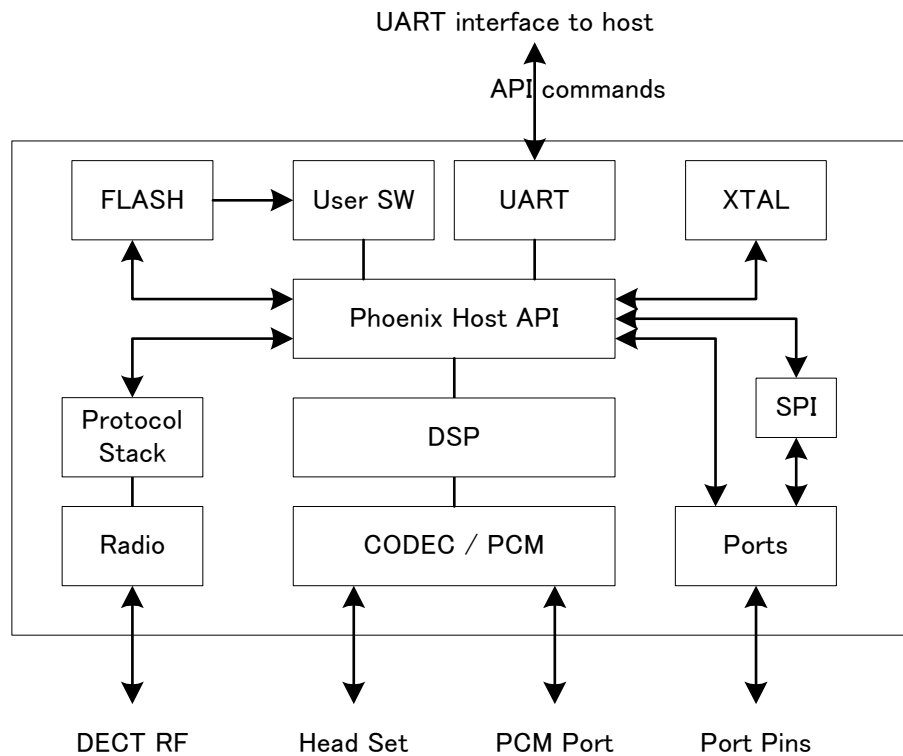 UART interface to host
API commands
FLASH
User SW
UART
XTAL
Phoenix Host API
Protocol
Stack
DSP
SPI
Radio
CODEC / PCM
Ports
DECT RF
Head Set
PCM Port
Port Pins